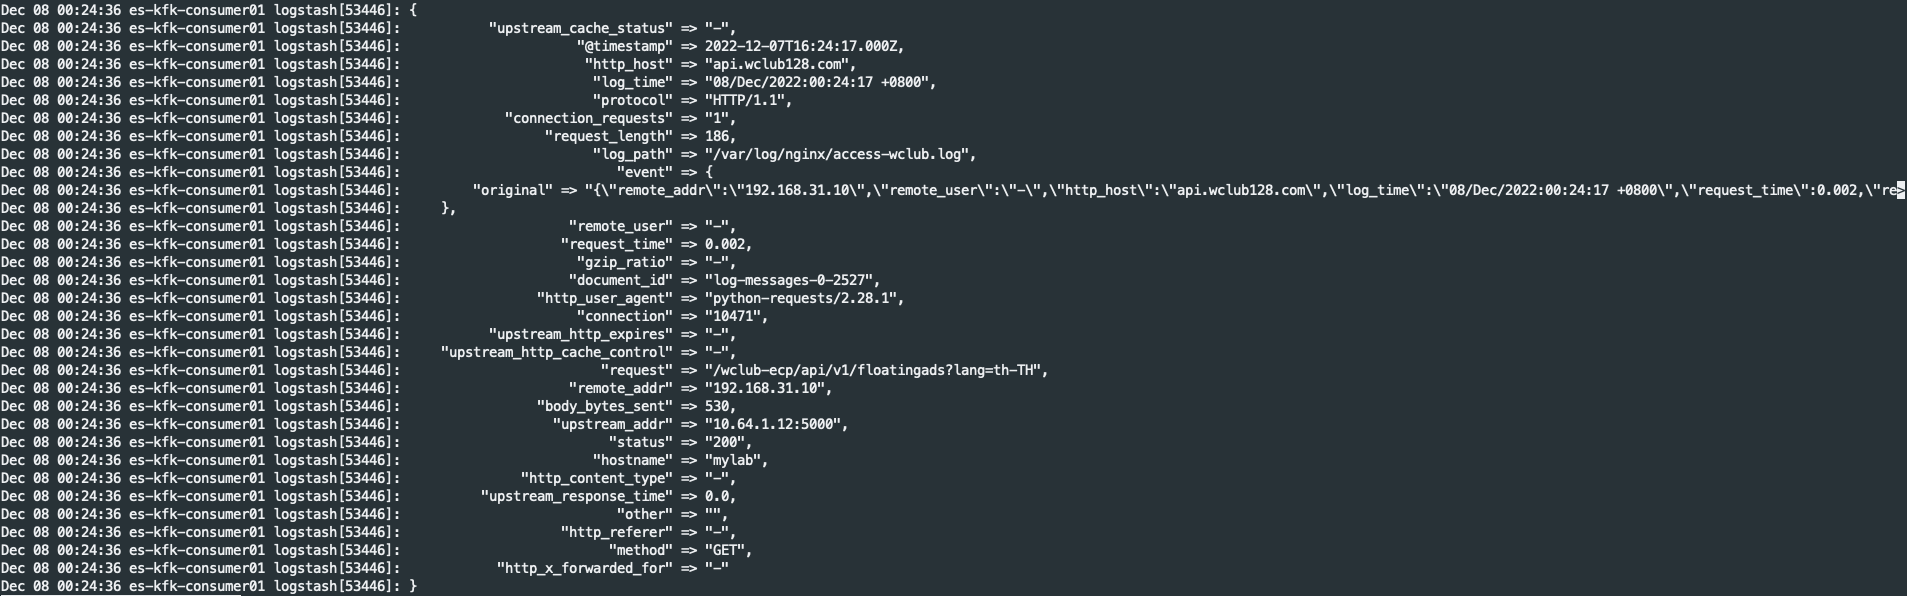 Dec 08 00:24:36 es-kfk-consumer01 logstash[53446]: {
Dec 08 00:24:36 es-kfk-consumer01 logstash[53446]:           "upstream_cache_status" => "-",
Dec 08 00:24:36 es-kfk-consumer01 logstash[53446]:                      "@timestamp" => 2022-12-07T16:24:17.000Z,
Dec 08 00:24:36 es-kfk-consumer01 logstash[53446]:                       "http_host" => "api.wclub128.com",
Dec 08 00:24:36 es-kfk-consumer01 logstash[53446]:                        "log_time" => "08/Dec/2022:00:24:17 +0800",
Dec 08 00:24:36 es-kfk-consumer01 logstash[53446]:                        "protocol" => "HTTP/1.1",
Dec 08 00:24:36 es-kfk-consumer01 logstash[53446]:             "connection_requests" => "1",
Dec 08 00:24:36 es-kfk-consumer01 logstash[53446]:                  "request_length" => 186,
Dec 08 00:24:36 es-kfk-consumer01 logstash[53446]:                        "log_path" => "/var/log/nginx/access-wclub.log",
Dec 08 00:24:36 es-kfk-consumer01 logstash[53446]:                           "event" => {
Dec 08 00:24:36 es-kfk-consumer01 logstash[53446]:         "original" => "{\"remote_addr\":\"192.168.31.10\",\"remote_user\":\"-\",\"http_host\":\"api.wclub128.com\",\"log_time\":\"08/Dec/2022:00:24:17 +0800\",\"request_time\":0.002,\"re>
Dec 08 00:24:36 es-kfk-consumer01 logstash[53446]:     },
Dec 08 00:24:36 es-kfk-consumer01 logstash[53446]:                     "remote_user" => "-",
Dec 08 00:24:36 es-kfk-consumer01 logstash[53446]:                    "request_time" => 0.002,
Dec 08 00:24:36 es-kfk-consumer01 logstash[53446]:                      "gzip_ratio" => "-",
Dec 08 00:24:36 es-kfk-consumer01 logstash[53446]:                     "document_id" => "log-messages-0-2527",
Dec 08 00:24:36 es-kfk-consumer01 logstash[53446]:                 "http_user_agent" => "python-requests/2.28.1",
Dec 08 00:24:36 es-kfk-consumer01 logstash[53446]:                      "connection" => "10471",
Dec 08 00:24:36 es-kfk-consumer01 logstash[53446]:           "upstream_http_expires" => "-",
Dec 08 00:24:36 es-kfk-consumer01 logstash[53446]:     "upstream_http_cache_control" => "-",
Dec 08 00:24:36 es-kfk-consumer01 logstash[53446]:                         "request" => "/wclub-ecp/api/v1/floatingads?lang=th-TH",
Dec 08 00:24:36 es-kfk-consumer01 logstash[53446]:                     "remote_addr" => "192.168.31.10",
Dec 08 00:24:36 es-kfk-consumer01 logstash[53446]:                 "body_bytes_sent" => 530,
Dec 08 00:24:36 es-kfk-consumer01 logstash[53446]:                   "upstream_addr" => "10.64.1.12:5000",
Dec 08 00:24:36 es-kfk-consumer01 logstash[53446]:                          "status" => "200",
Dec 08 00:24:36 es-kfk-consumer01 logstash[53446]:                        "hostname" => "mylab",
Dec 08 00:24:36 es-kfk-consumer01 logstash[53446]:               "http_content_type" => "-",
Dec 08 00:24:36 es-kfk-consumer01 logstash[53446]:          "upstream_response_time" => 0.0,
Dec 08 00:24:36 es-kfk-consumer01 logstash[53446]:                           "other" => "",
Dec 08 00:24:36 es-kfk-consumer01 logstash[53446]:                    "http_referer" => "-",
Dec 08 00:24:36 es-kfk-consumer01 logstash[53446]:                          "method" => "GET",
Dec 08 00:24:36 es-kfk-consumer01 logstash[53446]:            "http_x_forwarded_for" => "-"
Dec 08 00:24:36 es-kfk-consumer01 logstash[53446]: }